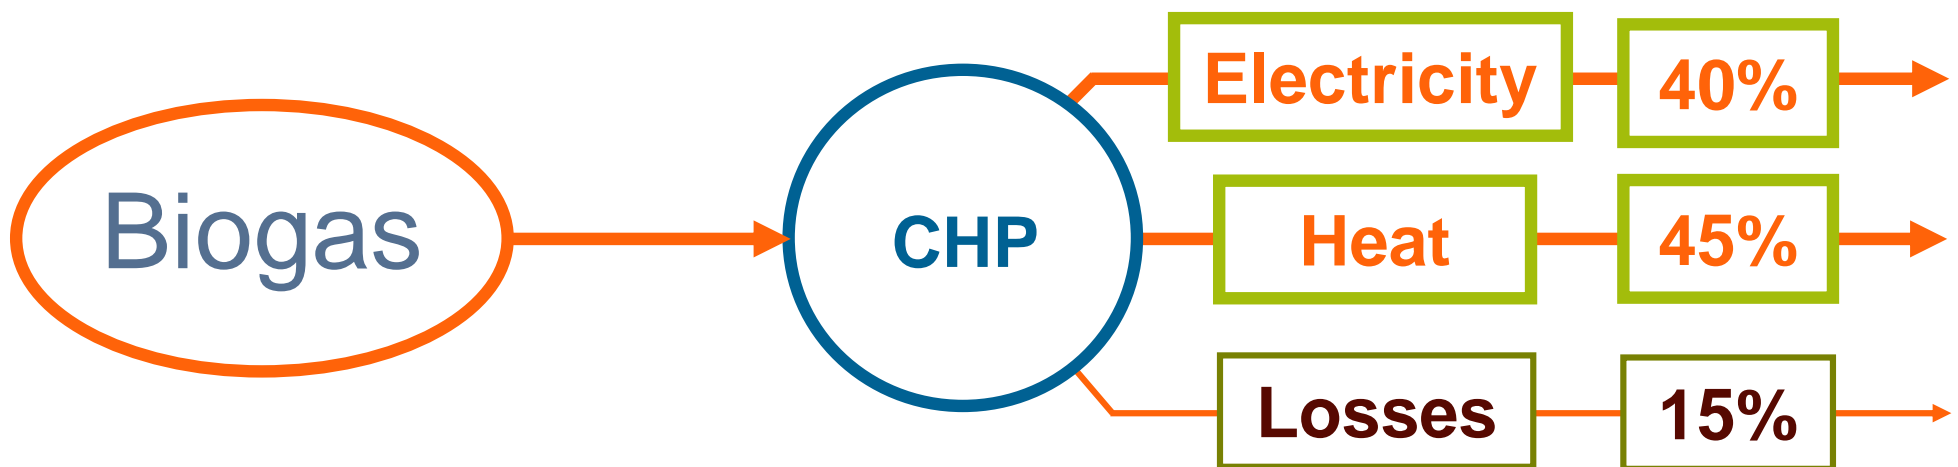 Biogas
CHP
Electricity
40%
Heat
45%
Losses
15%